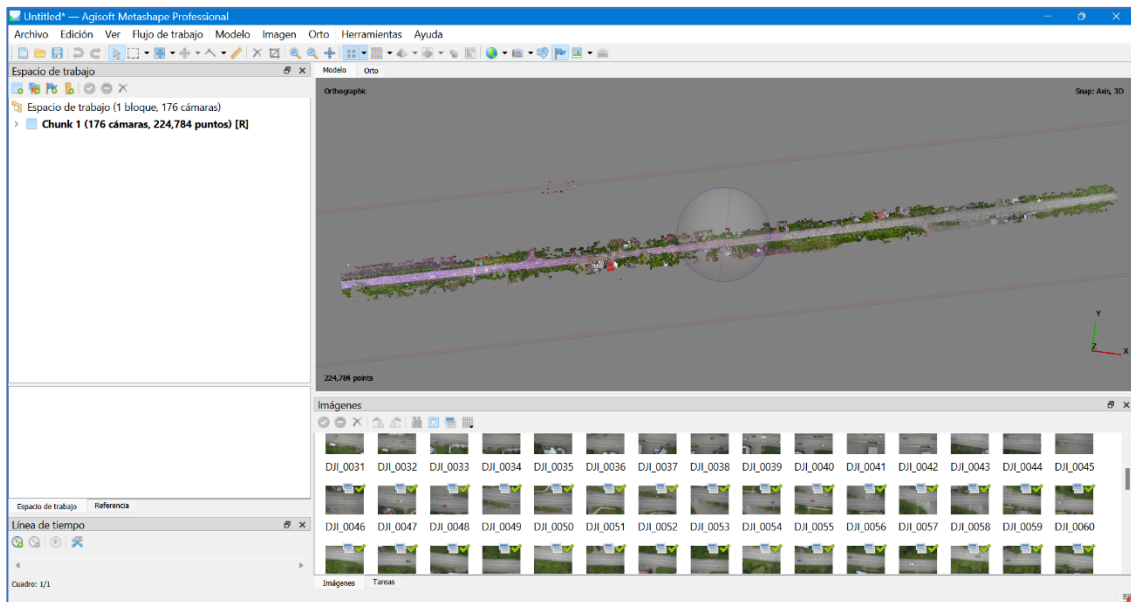 Untitled* — Agisoft Metashape Professional
Archivo Edición Ver Flujo de trabajo Modelo Imagen Orto Herramientas Ayuda
Espacio de trabajo
Espacio de trabajo (1 bloque, 176 cámaras)
Chunk 1 (176 cámaras, 224,784 puntos) [R]
Espacio de trabajo Referencia
Línea de tiempo
Cuadro: 1/1
Modelo Orto
Orthographic Snap: Axis, 3D
Y
Z X
224,784 points
Imágenes
DJI_0031 DJI_0032 DJI_0033 DJI_0034 DJI_0035 DJI_0036 DJI_0037 DJI_0038 DJI_0039 DJI_0040 DJI_0041 DJI_0042 DJI_0043 DJI_0044 DJI_0045
DJI_0046 DJI_0047 DJI_0048 DJI_0049 DJI_0050 DJI_0051 DJI_0052 DJI_0053 DJI_0054 DJI_0055 DJI_0056 DJI_0057 DJI_0058 DJI_0059 DJI_0060
Imágenes Tareas